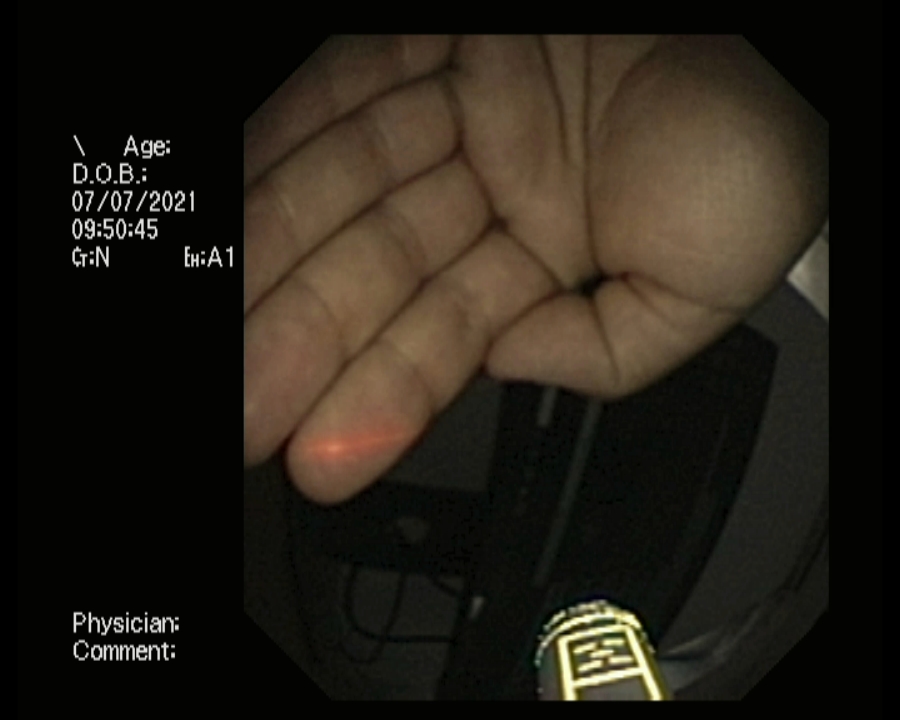 \ Age:
D.O.B.:
07/07/2021
09:50:45
Cr:N EH:A1
Physician:
Comment: